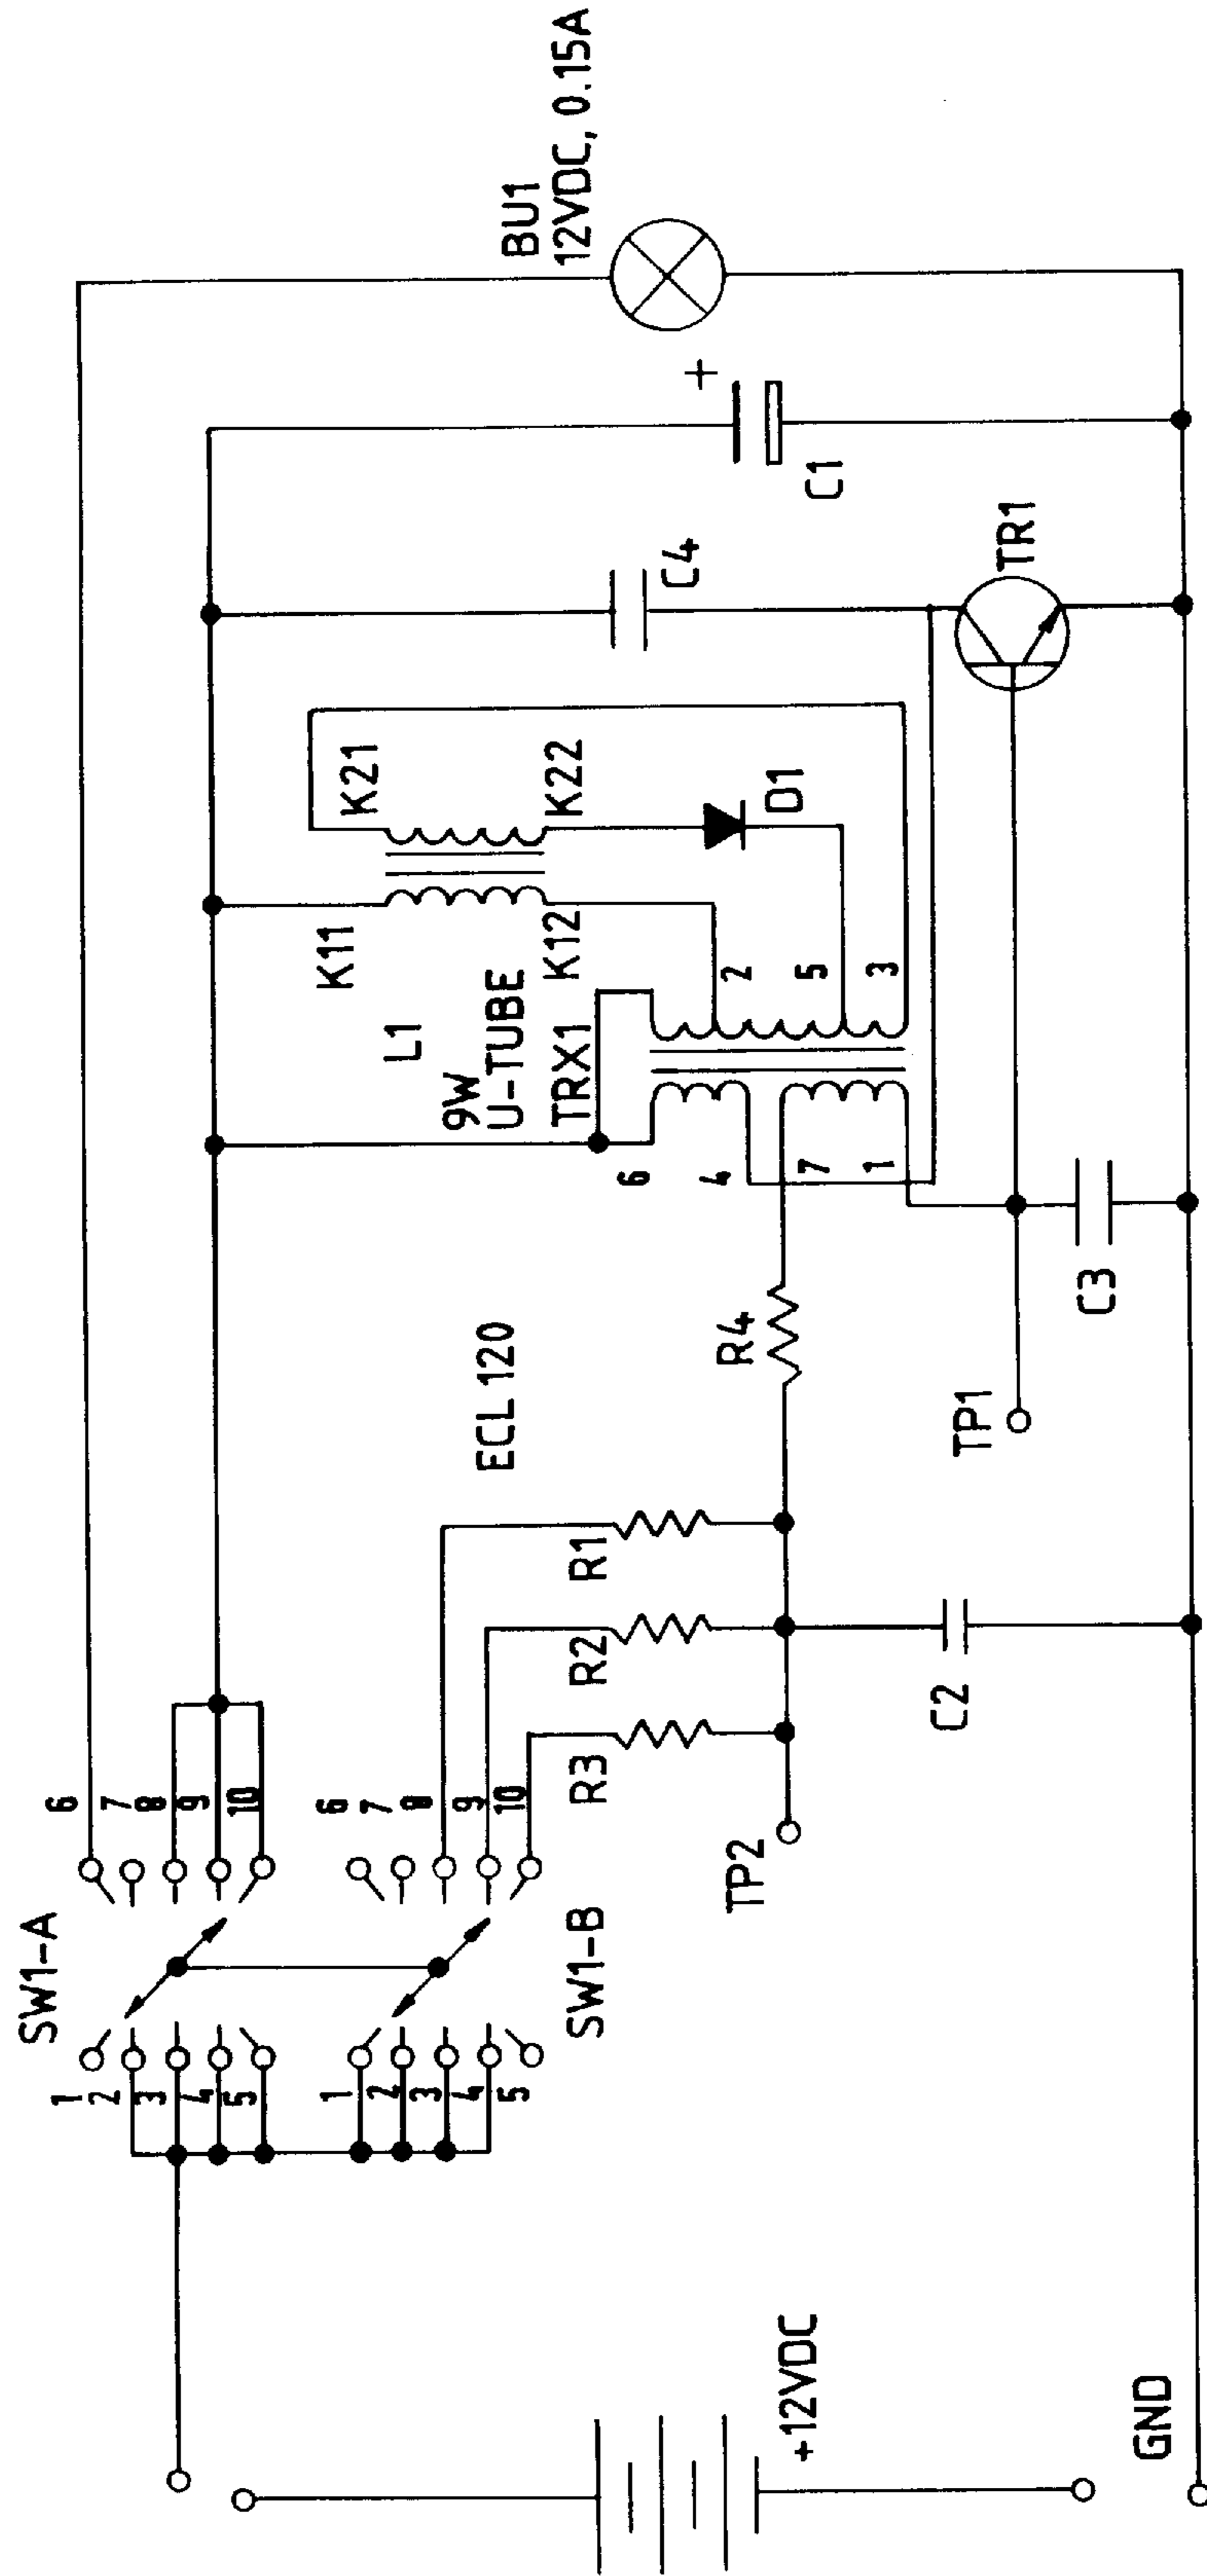 SW1-A
1
2
3
4
5
6
7
8
9
10
1
2
3
4
5
6
7
8
9
10
SW1-B
R3
R2
R1
TP2
C2
ECL 120
R4
TP1
C3
L1
9W
U-TUBE
TRX1
K11
K12
K21
K22
6
4
7
1
2
5
3
D1
C4
TR1
+
C1
BU1
12VDC, 0.15A
+12VDC
GND